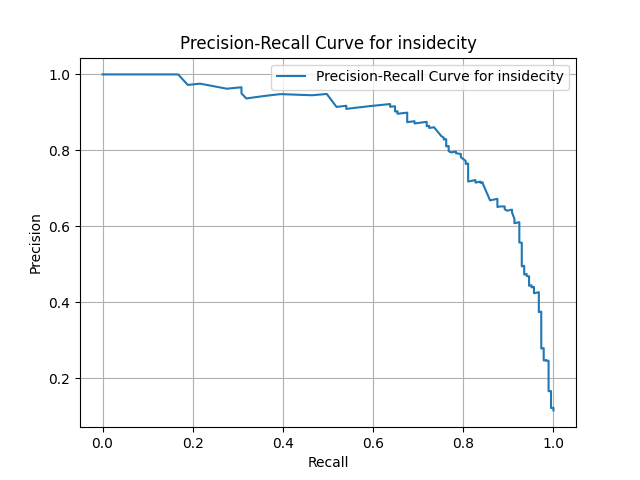 Precision-Recall Curve for insidecity
Precision-Recall Curve for insidecity
1.0
0.8
0.6
0.4
0.2
Precision
0.0 0.2 0.4 0.6 0.8 1.0
Recall